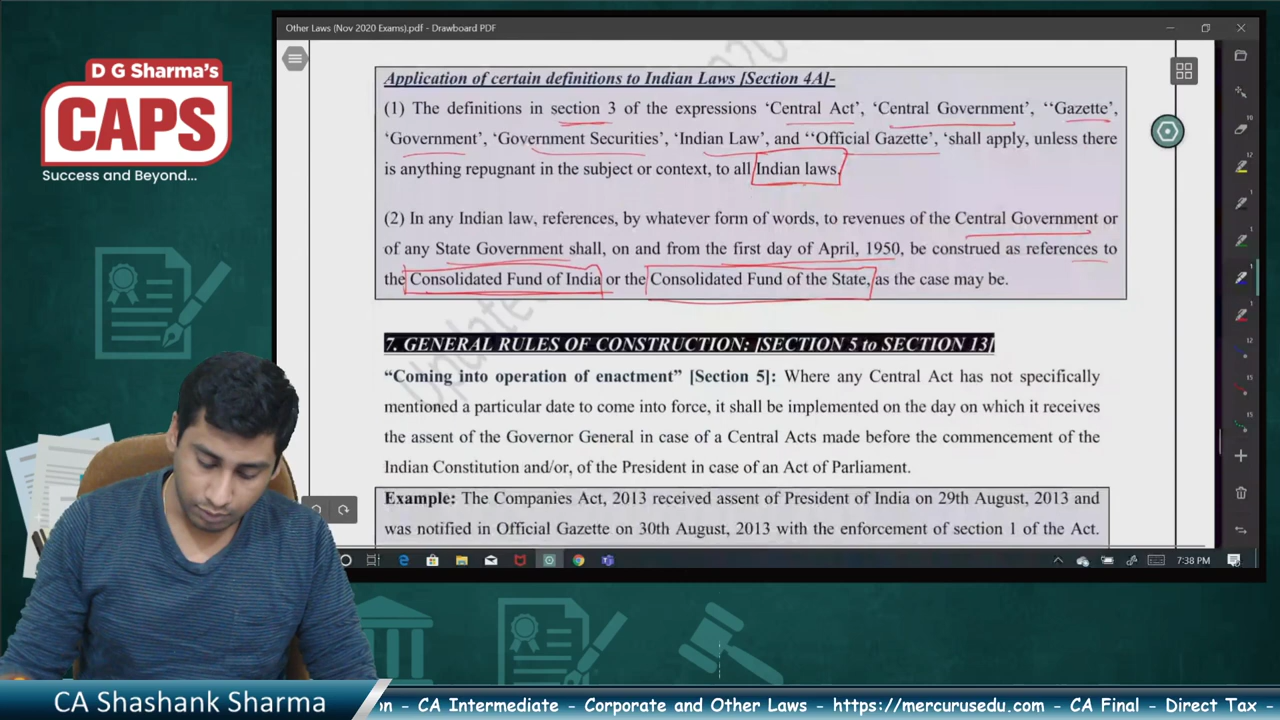 Other Laws (Nov 2020 Exams).pdf - Drawboard PDF
D G Sharma's
CAPS
Success and Beyond...
Application of certain definitions to Indian Laws [Section 4A]-
(1) The definitions in section 3 of the expressions ‘Central Act’, ‘Central Government’, ‘‘Gazette’,
‘Government’, ‘Government Securities’, ‘Indian Law’, and ‘‘Official Gazette’, ‘shall apply, unless there
is anything repugnant in the subject or context, to all Indian laws.
(2) In any Indian law, references, by whatever form of words, to revenues of the Central Government or
of any State Government shall, on and from the first day of April, 1950, be construed as references to
the Consolidated Fund of India or the Consolidated Fund of the State, as the case may be.
7. GENERAL RULES OF CONSTRUCTION: [SECTION 5 to SECTION 13]
“Coming into operation of enactment” [Section 5]: Where any Central Act has not specifically
mentioned a particular date to come into force, it shall be implemented on the day on which it receives
the assent of the Governor General in case of a Central Acts made before the commencement of the
Indian Constitution and/or, of the President in case of an Act of Parliament.
Example: The Companies Act, 2013 received assent of President of India on 29th August, 2013 and
was notified in Official Gazette on 30th August, 2013 with the enforcement of section 1 of the Act.
7:38 PM
CA Shashank Sharma
n - CA Intermediate - Corporate and Other Laws - https://mercurusedu.com - CA Final - Direct Tax -